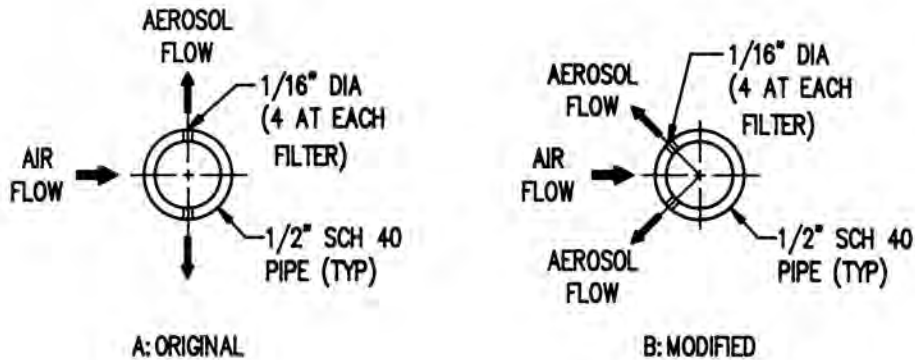 AEROSOL
FLOW
1/16" DIA
(4 AT EACH
FILTER)
AIR
FLOW
1/2" SCH 40
PIPE (TYP)
A: ORIGINAL
AEROSOL
FLOW
1/16" DIA
(4 AT EACH
FILTER)
AIR
FLOW
AEROSOL
FLOW
1/2" SCH 40
PIPE (TYP)
B: MODIFIED